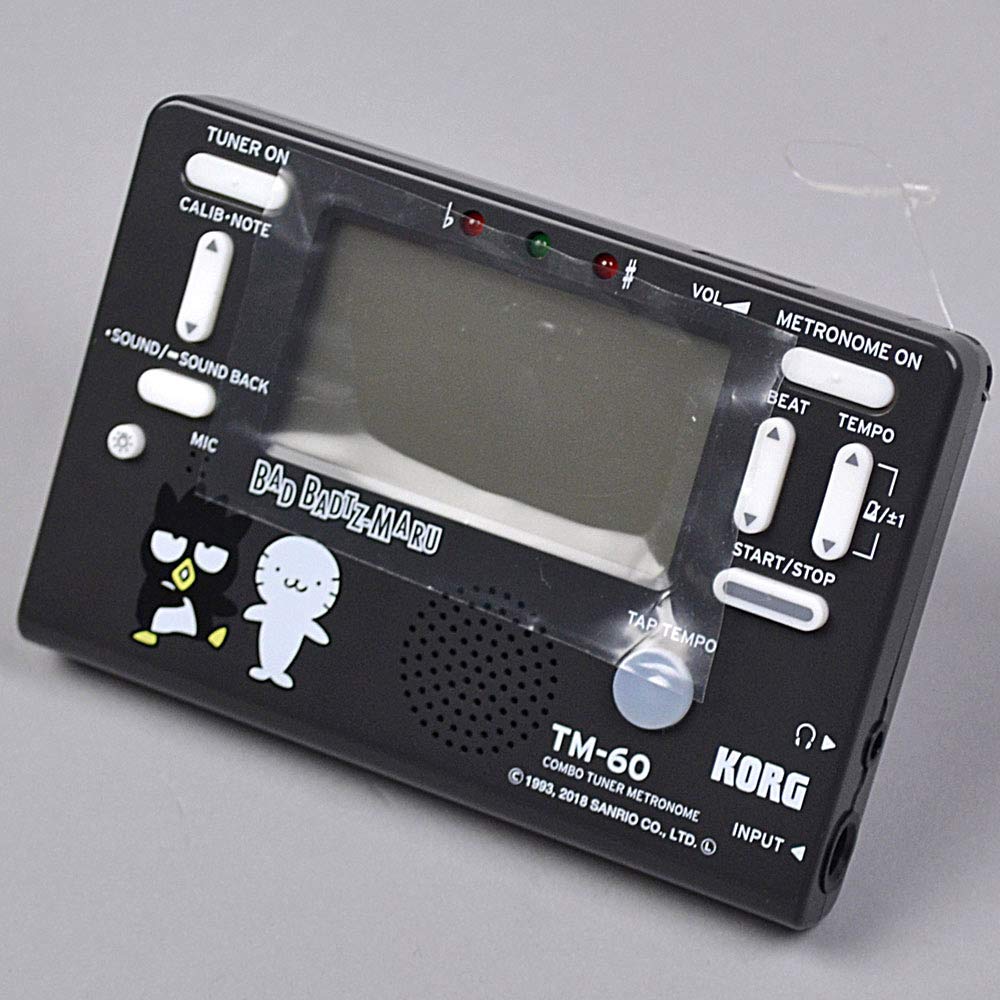 TUNER ON
CALIB•NOTE
•SOUND/━SOUND BACK
MIC
♭
♯
VOL
METRONOME ON
BEAT
TEMPO
/±1
START/STOP
TAP TEMPO
BAD BADTZ-MARU
TM-60
COMBO TUNER METRONOME
© 1993, 2018 SANRIO CO., LTD. Ⓛ
KORG
INPUT